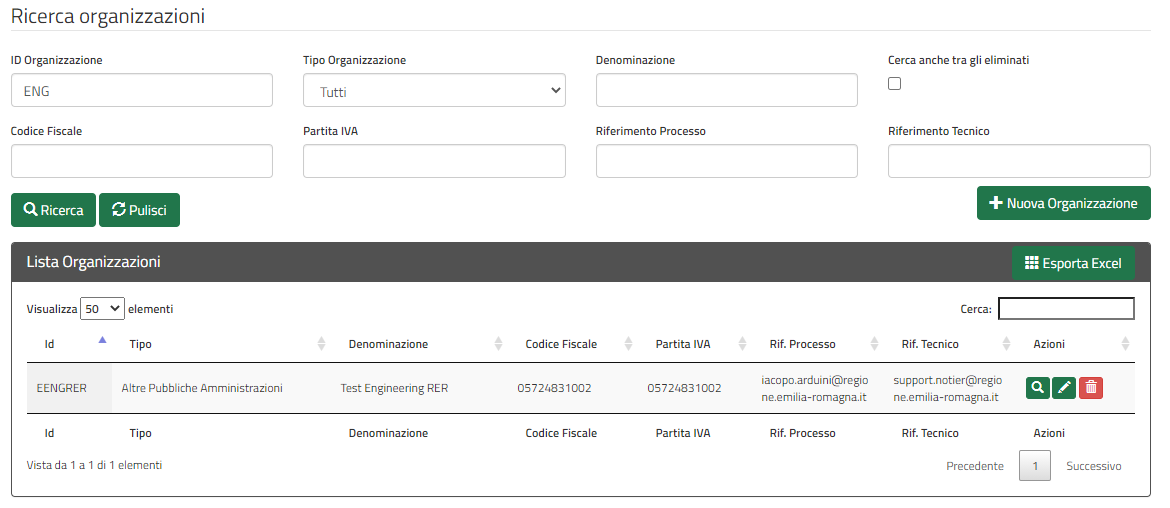 Ricerca organizzazioni
ID Organizzazione Tipo Organizzazione Denominazione Cerca anche tra gli eliminati
ENG Tutti
Codice Fiscale Partita IVA Riferimento Processo Riferimento Tecnico
Ricerca Pulisci Nuova Organizzazione
Lista Organizzazioni Esporta Excel
Visualizza 50 elementi Cerca:
Id Tipo Denominazione Codice Fiscale Partita IVA Rif. Processo Rif. Tecnico Azioni
EENGRER Altre Pubbliche Amministrazioni Test Engineering RER 05724831002 05724831002 iacopo.arduini@regio support.notier@regio
ne.emilia-romagna.it ne.emilia-romagna.it
Id Tipo Denominazione Codice Fiscale Partita IVA Rif. Processo Rif. Tecnico Azioni
Vista da 1 a 1 di 1 elementi Precedente 1 Successivo